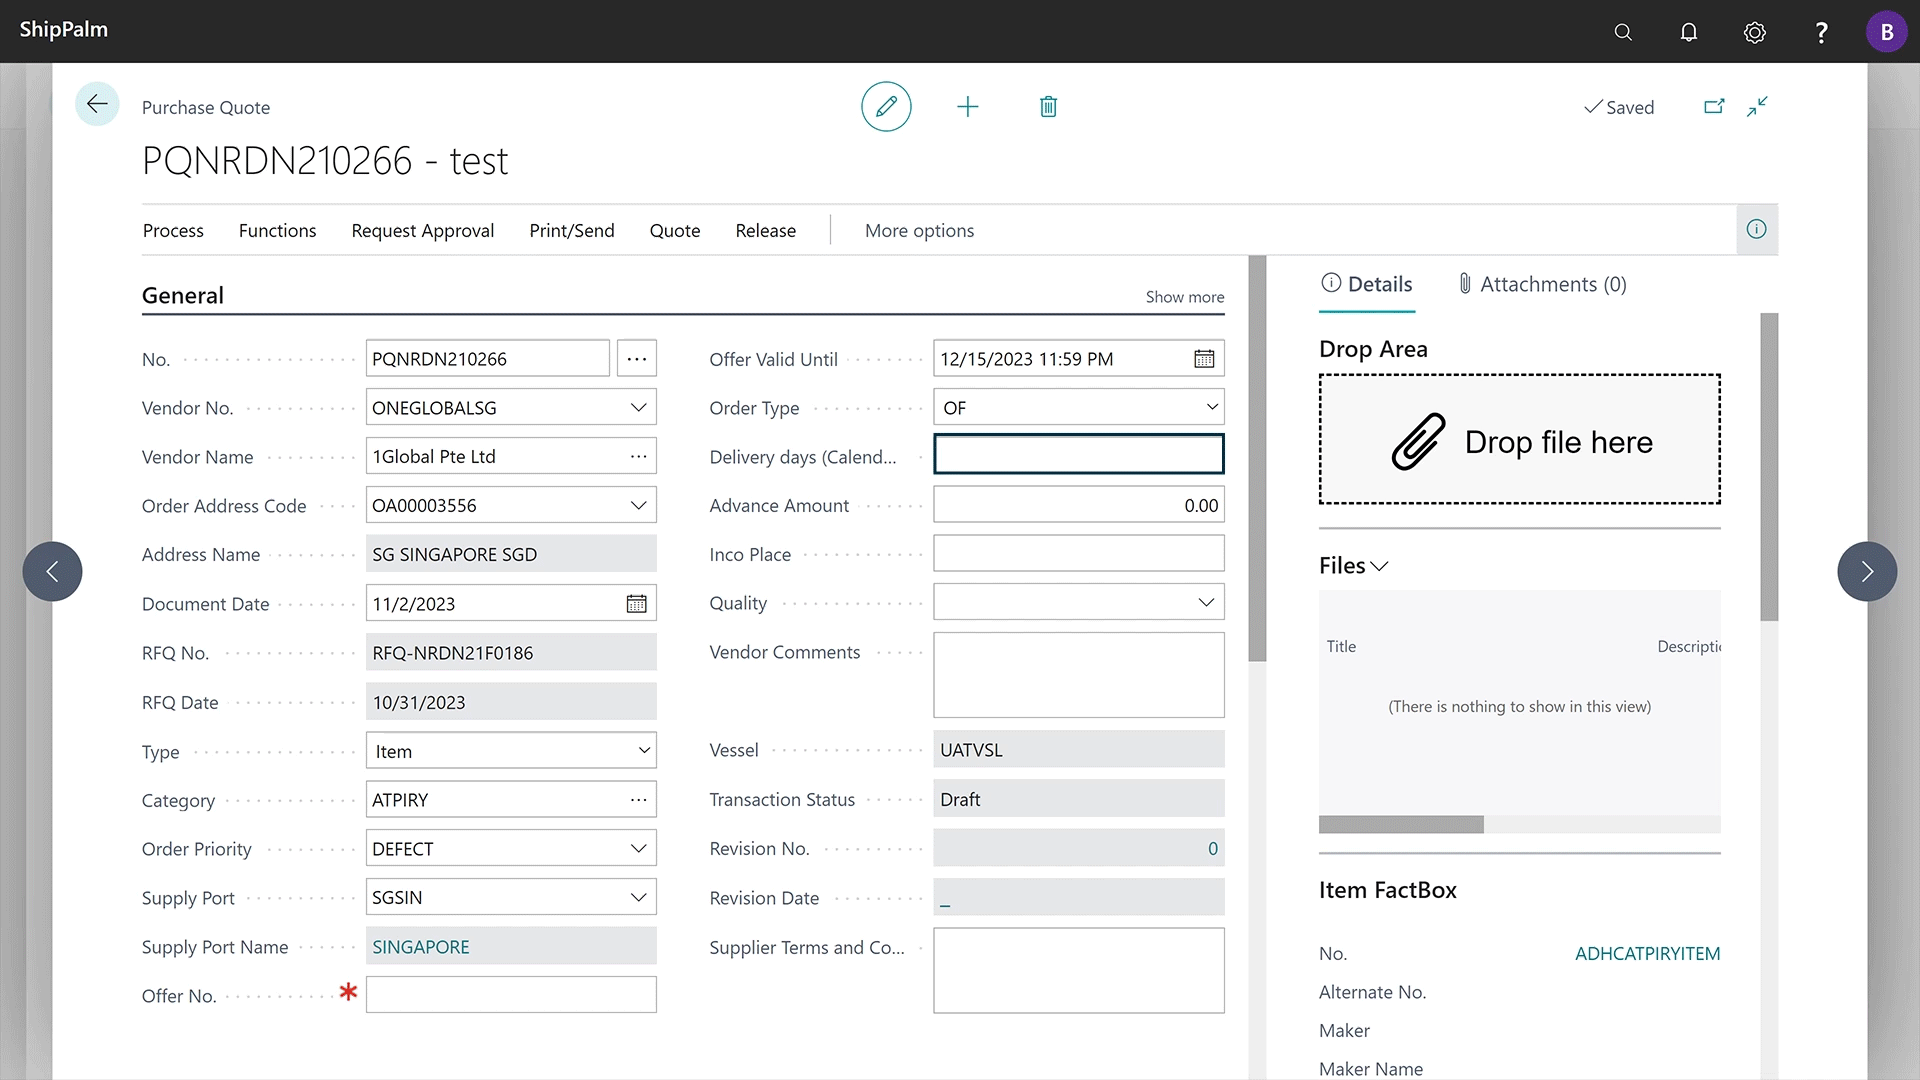 ShipPalm
? B
Purchase Quote
Saved
PQNRDN210266 - test
Process Functions Request Approval Print/Send Quote Release More options
General Show more
No. PQNRDN210266 ...
Vendor No. ONEGLOBALSG
Vendor Name 1Global Pte Ltd ...
Order Address Code OA00003556
Address Name SG SINGAPORE SGD
Document Date 11/2/2023
RFQ No. RFQ-NRDN21F0186
RFQ Date 10/31/2023
Type Item
Category ATPIRY ...
Order Priority DEFECT
Supply Port SGSIN
Supply Port Name SINGAPORE
Offer No. *
Offer Valid Until 12/15/2023 11:59 PM
Order Type OF
Delivery days (Calend...
Advance Amount 0.00
Inco Place
Quality
Vendor Comments
Vessel UATVSL
Transaction Status Draft
Revision No. 0
Revision Date _
Supplier Terms and Co...
Details Attachments (0)
Drop Area
Drop file here
Files
Title Descriptic
(There is nothing to show in this view)
Item FactBox
No. ADHCATPIRYITEM
Alternate No.
Maker
Maker Name